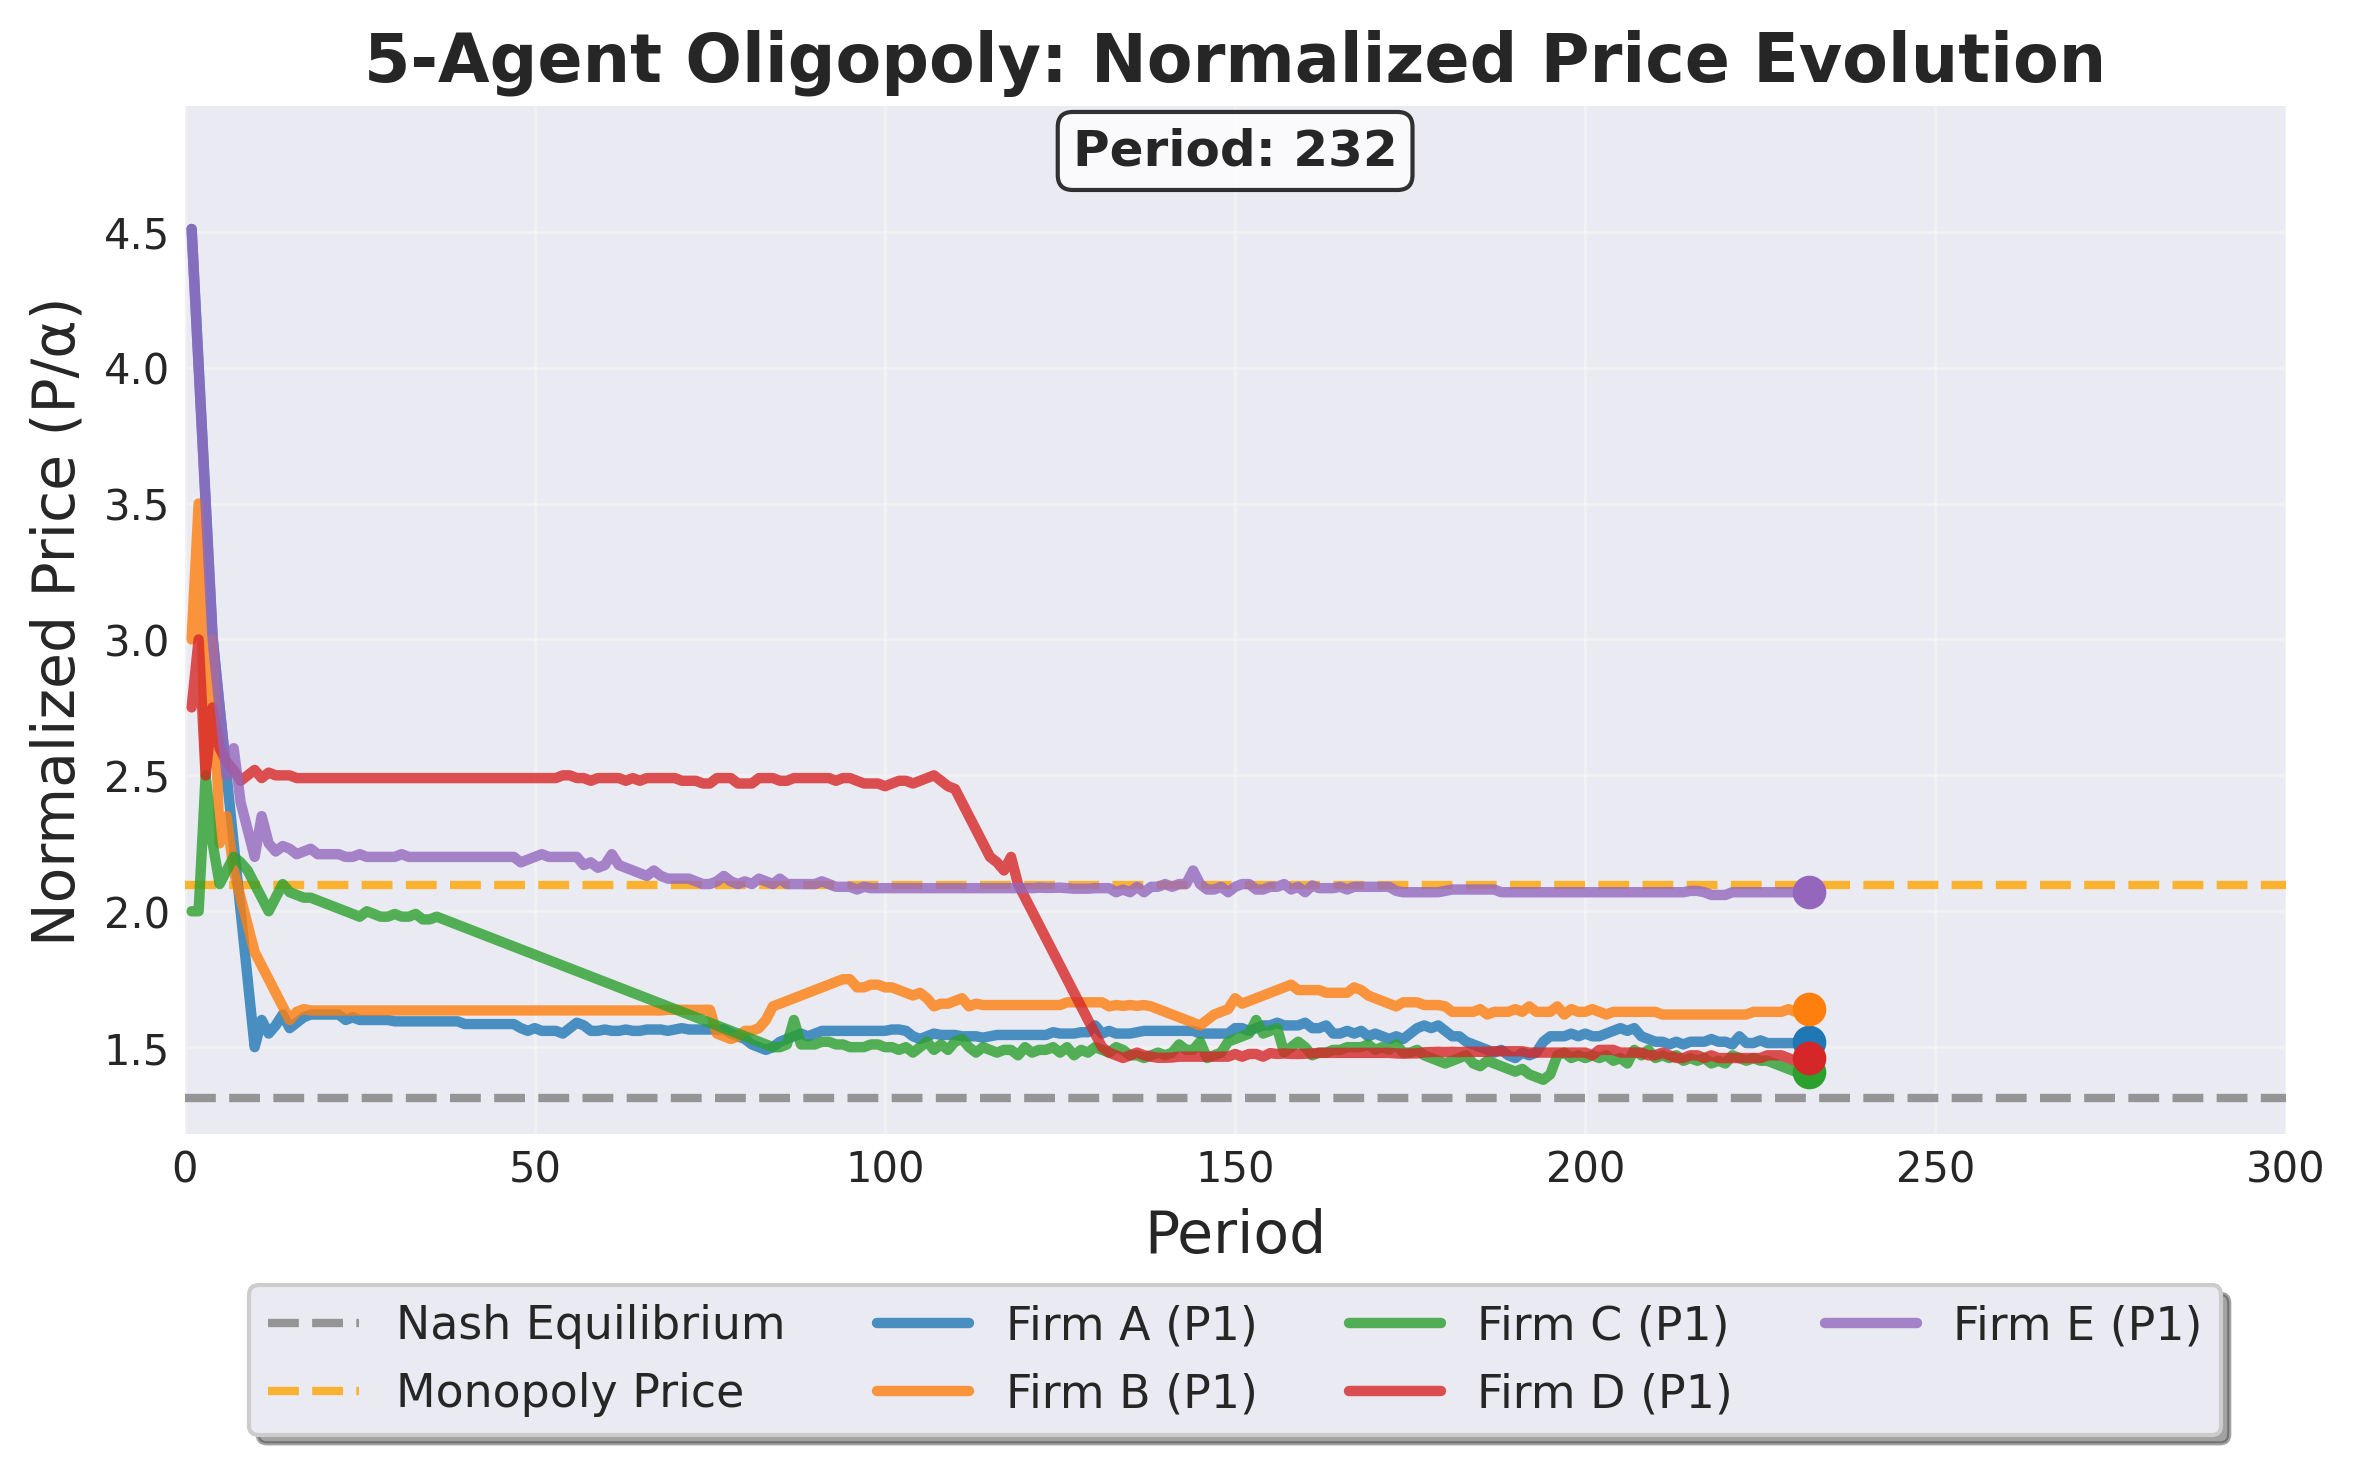 5-Agent Oligopoly: Normalized Price Evolution
Period: 232
Normalized Price (P/α)
4.5
4.0
3.5
3.0
2.5
2.0
1.5
0 50 100 150 200 250 300
Period
Nash Equilibrium Firm A (P1) Firm C (P1) Firm E (P1)
Monopoly Price Firm B (P1) Firm D (P1)